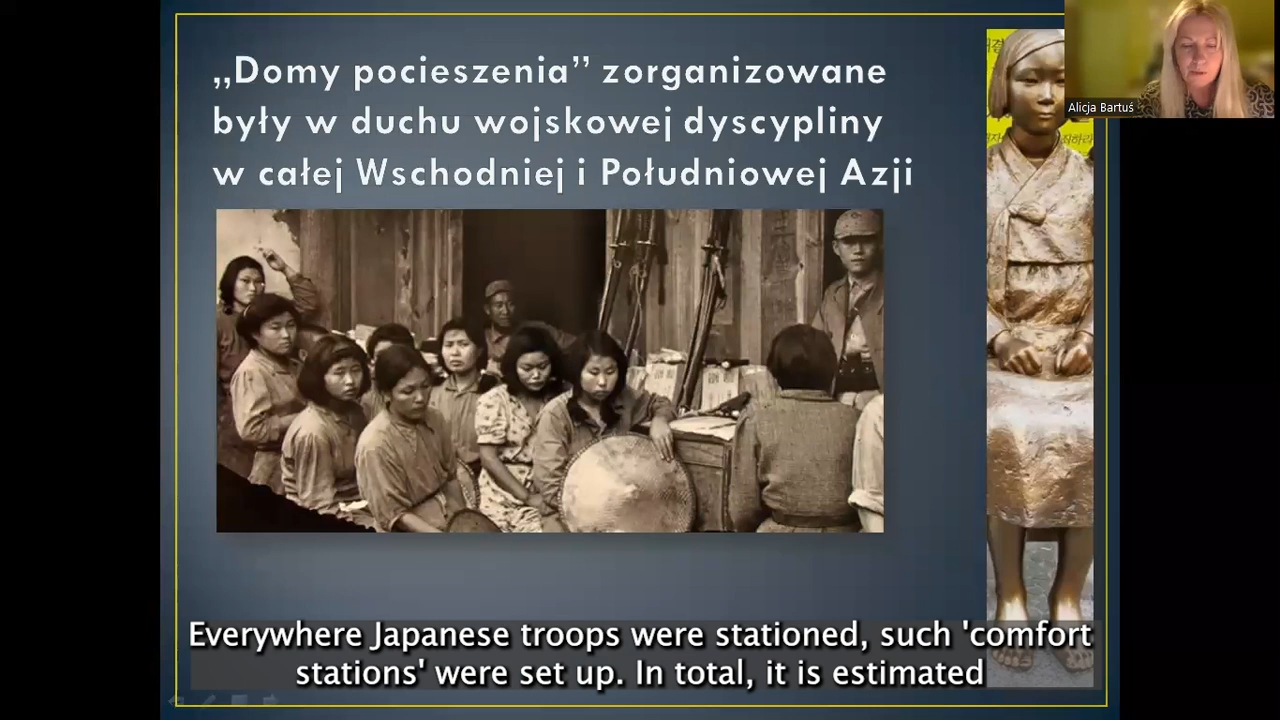 „Domy pocieszenia” zorganizowane
były w duchu wojskowej dyscypliny
w całej Wschodniej i Południowej Azji
Alicja Bartuś
Everywhere Japanese troops were stationed, such 'comfort
stations' were set up. In total, it is estimated